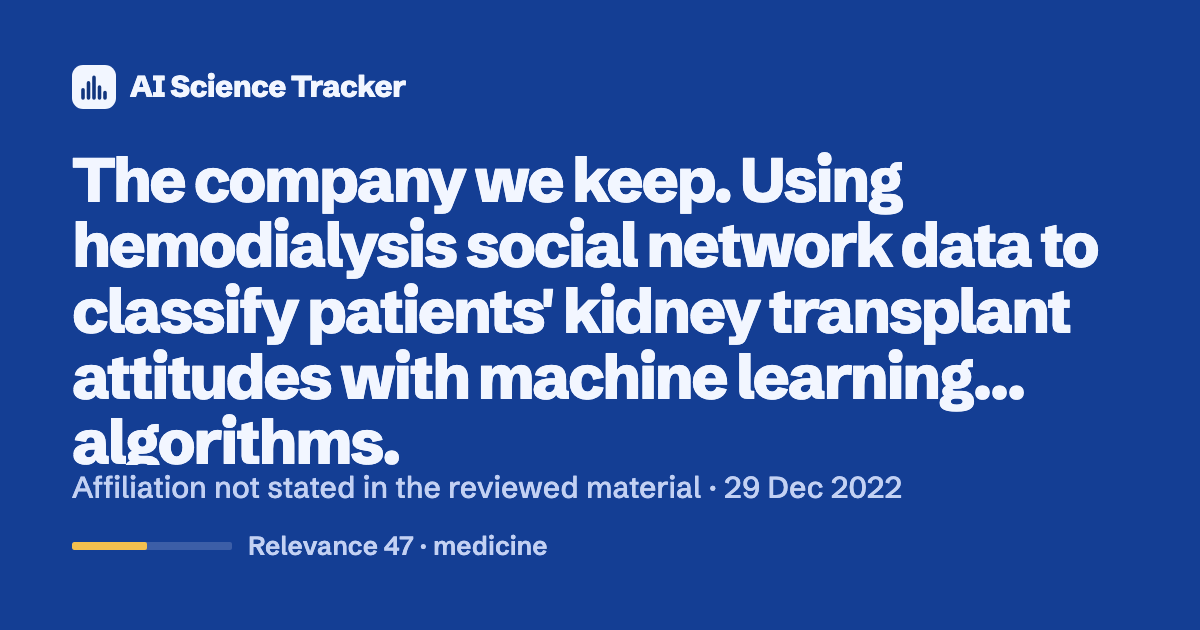 AI Science Tracker
The company we keep. Using
hemodialysis social network data to
classify patients' kidney transplant
attitudes with machine learning...
algorithms.
Affiliation not stated in the reviewed material · 29 Dec 2022
Relevance 47 · medicine